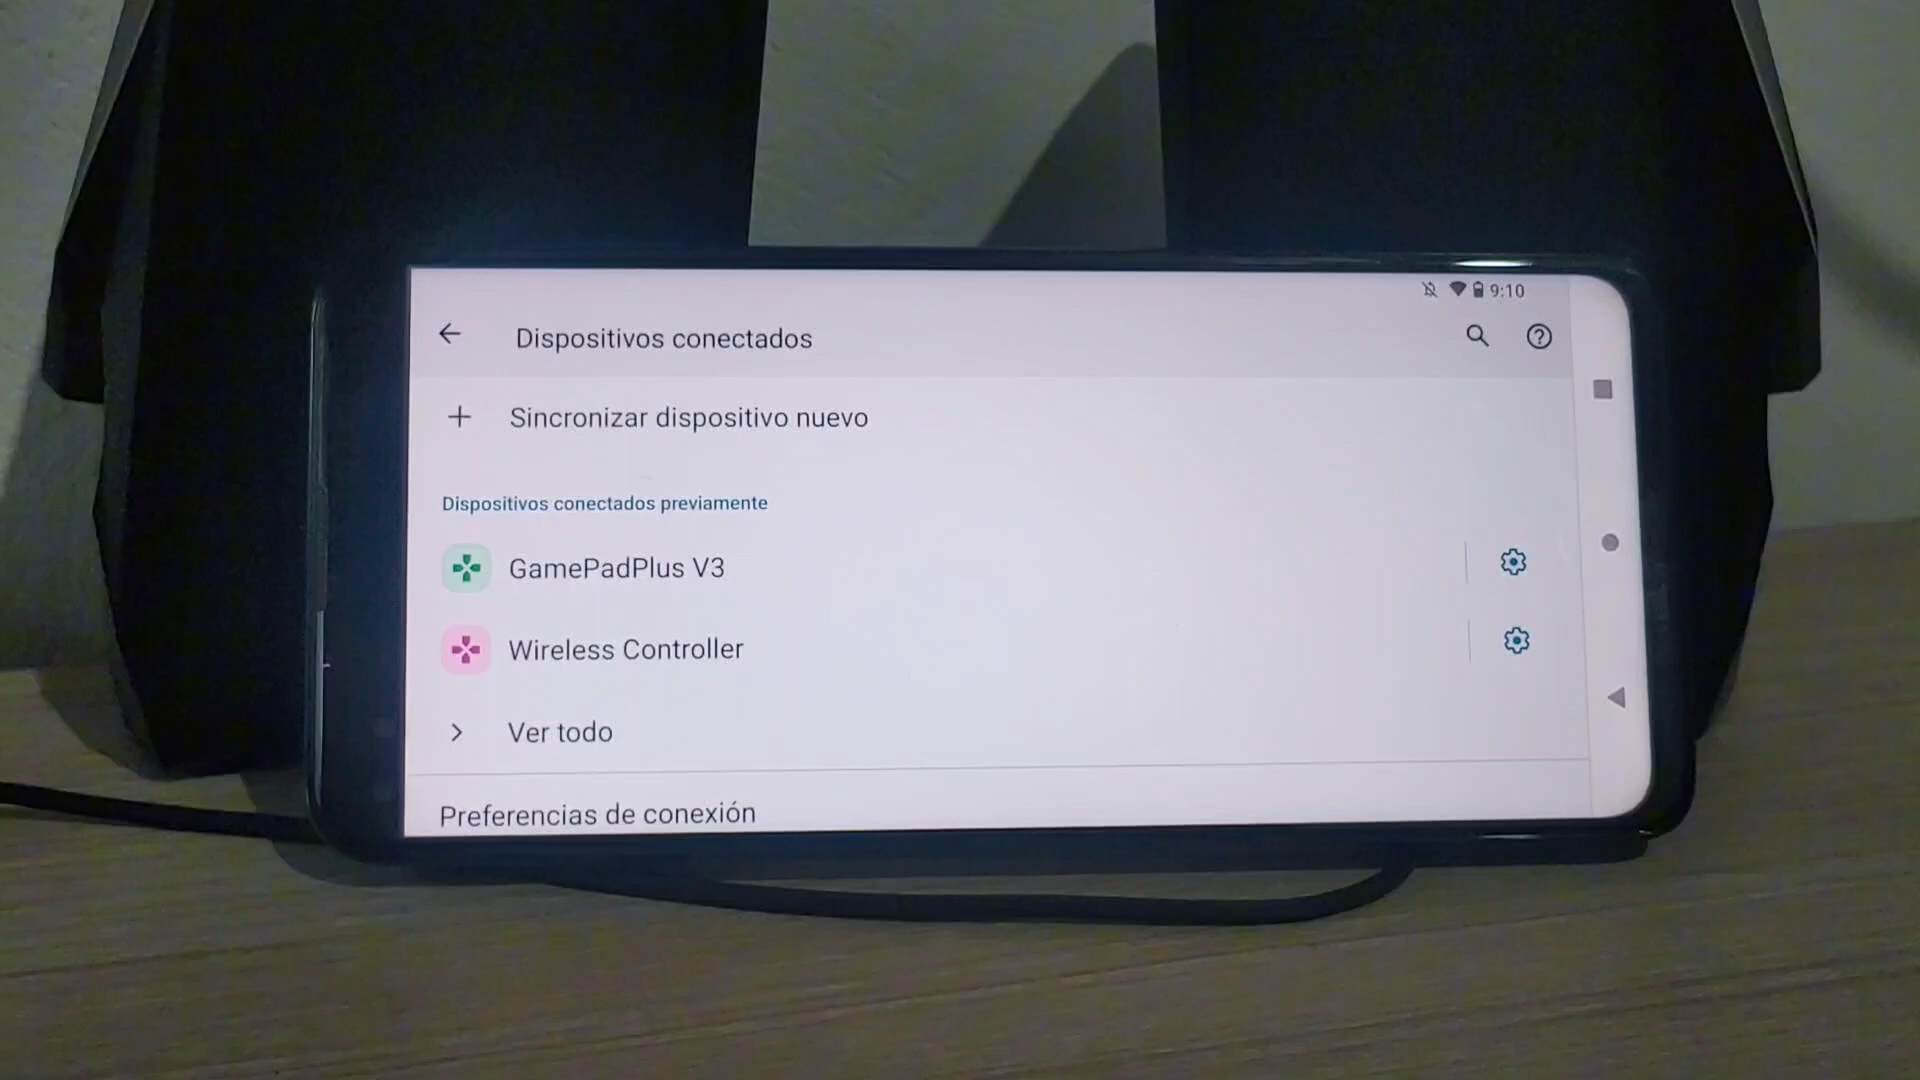 9:10
Dispositivos conectados
Sincronizar dispositivo nuevo
Dispositivos conectados previamente
GamePadPlus V3
Wireless Controller
Ver todo
Preferencias de conexión